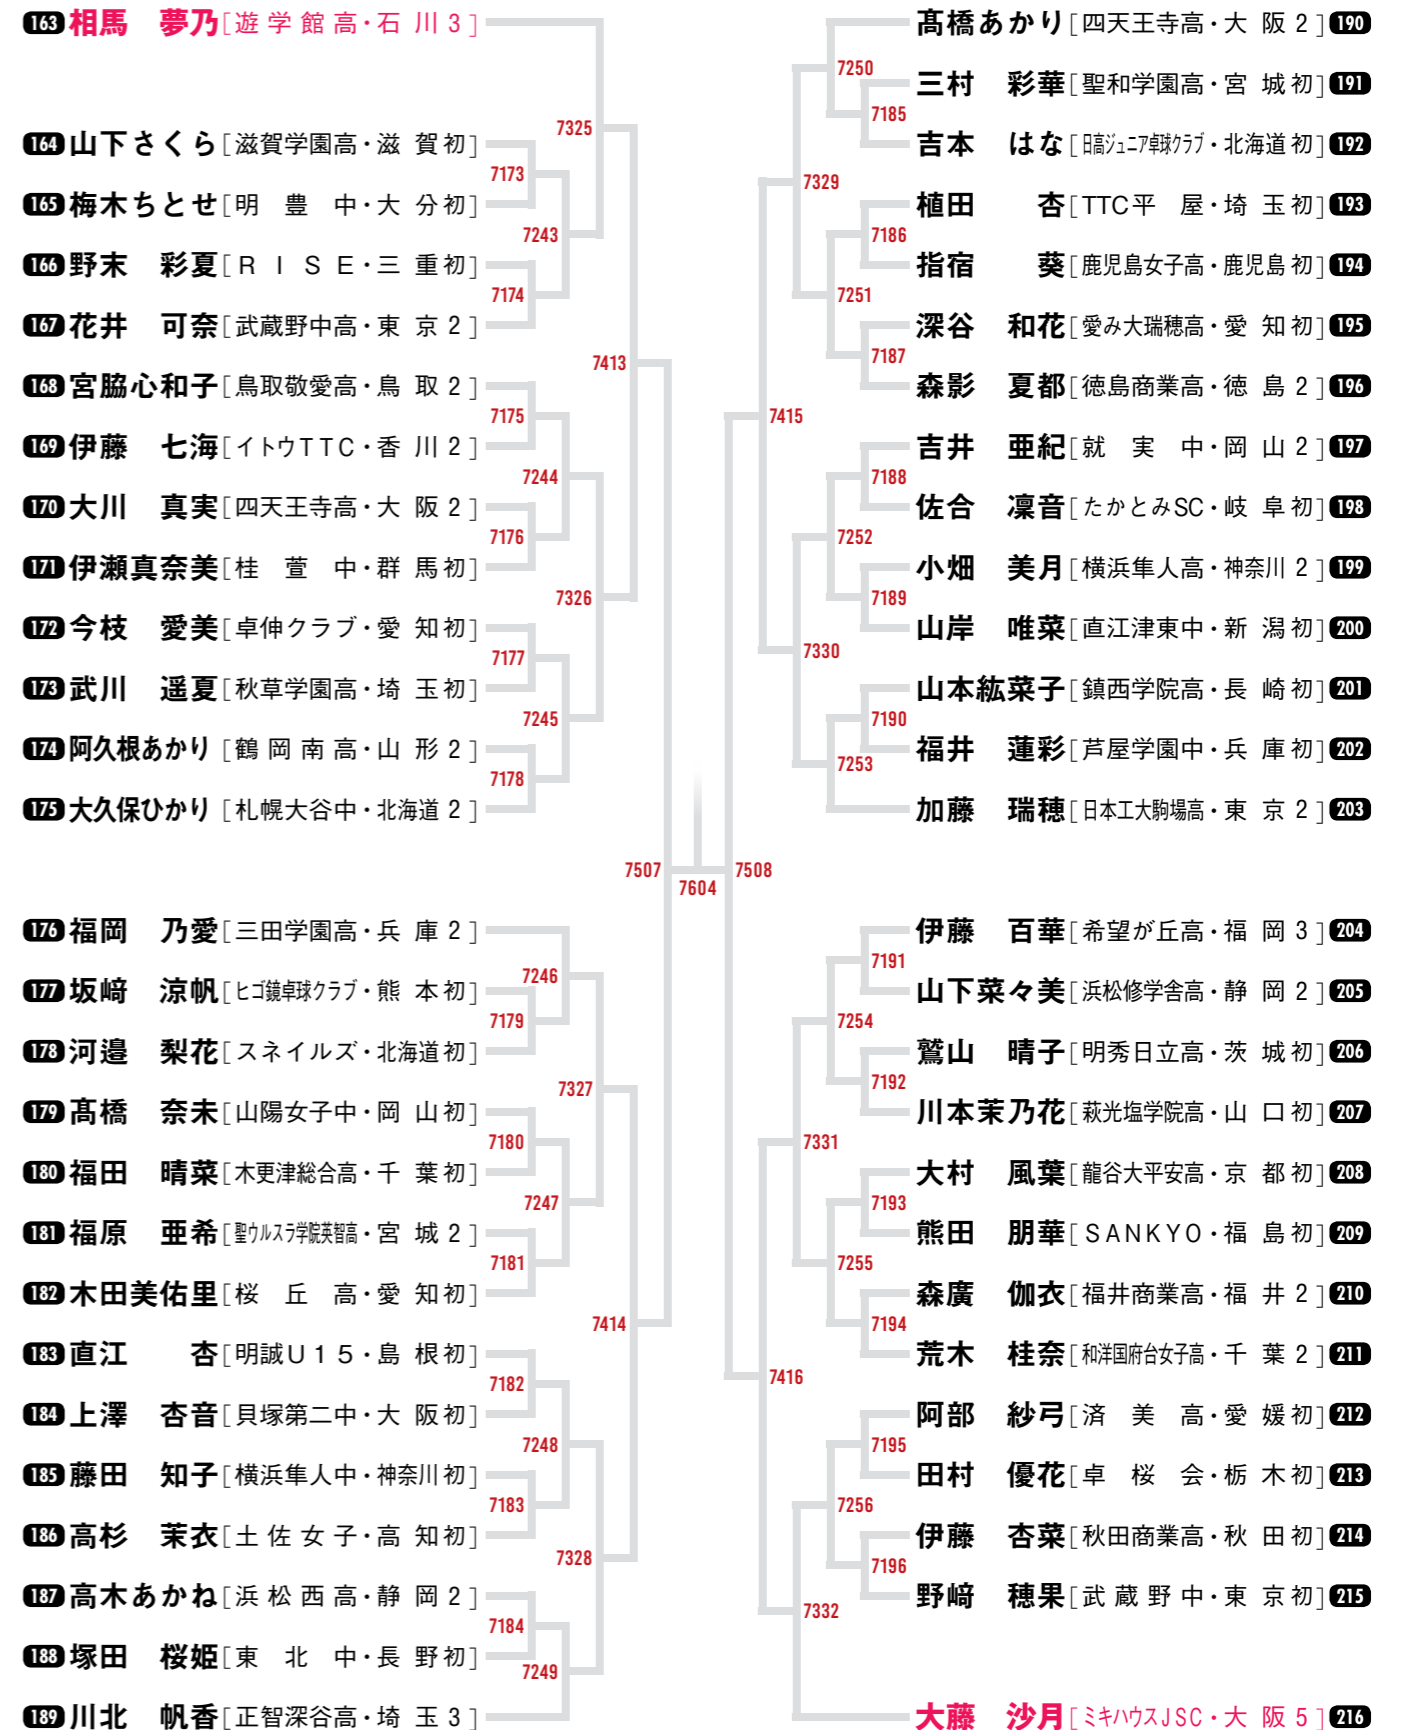 163 相馬 夢乃[遊学館高・石川3]
164 山下さくら[滋賀学園高・滋賀初]
165 梅木ちとせ[明豊中・大分初]
166 野末 彩夏[RISE・三重初]
167 花井 可奈[武蔵野中高・東京2]
168 宮脇心和子[鳥取敬愛高・鳥取2]
169 伊藤 七海[イトウTTC・香川2]
170 大川 真実[四天王寺高・大阪2]
171 伊瀬真奈美[桂萱中・群馬初]
172 今枝 愛美[卓伸クラブ・愛知初]
173 武川 遥夏[秋草学園高・埼玉初]
174 阿久根あかり[鶴岡南高・山形2]
175 大久保ひかり[札幌大谷中・北海道2]
176 福岡 乃愛[三田学園高・兵庫2]
177 坂﨑 涼帆[ヒゴ鏡卓球クラブ・熊本初]
178 河邉 梨花[スネイルズ・北海道初]
179 髙橋 奈未[山陽女子中・岡山初]
180 福田 晴菜[木更津総合高・千葉初]
181 福原 亜希[聖ウルスラ学院英智高・宮城2]
182 木田美佑里[桜丘高・愛知初]
183 直江 杏[明誠U15・島根初]
184 上澤 杏音[貝塚第二中・大阪初]
185 藤田 知子[横浜隼人中・神奈川初]
186 高杉 茉衣[土佐女子・高知初]
187 高木あかね[浜松西高・静岡2]
188 塚田 桜姫[東北中・長野初]
189 川北 帆香[正智深谷高・埼玉3]
7173
7174
7175
7176
7177
7178
7179
7180
7181
7182
7183
7184
7243
7244
7245
7246
7247
7248
7249
7325
7326
7327
7328
7413
7414
7507
7604
7508
7415
7416
7329
7330
7331
7332
7250
7251
7252
7253
7254
7255
7256
7185
7186
7187
7188
7189
7190
7191
7192
7193
7194
7195
7196
髙橋あかり[四天王寺高・大阪2]190
三村 彩華[聖和学園高・宮城初]191
吉本 はな[日高ジュニア卓球クラブ・北海道初]192
植田 杏[TTC平屋・埼玉初]193
指宿 葵[鹿児島女子高・鹿児島初]194
深谷 和花[愛み大瑞穂高・愛知初]195
森影 夏都[徳島商業高・徳島2]196
吉井 亜紀[就実中・岡山2]197
佐合 凜音[たかとみSC・岐阜初]198
小畑 美月[横浜隼人高・神奈川2]199
山岸 唯菜[直江津東中・新潟初]200
山本紘菜子[鎮西学院高・長崎初]201
福井 蓮彩[芦屋学園中・兵庫初]202
加藤 瑞穂[日本工大駒場高・東京2]203
伊藤 百華[希望が丘高・福岡3]204
山下菜々美[浜松修学舎高・静岡2]205
鷲山 晴子[明秀日立高・茨城初]206
川本茉乃花[萩光塩学院高・山口初]207
大村 風葉[龍谷大平安高・京都初]208
熊田 朋華[SANKYO・福島初]209
森廣 伽衣[福井商業高・福井2]210
荒木 桂奈[和洋国府台女子高・千葉2]211
阿部 紗弓[済美高・愛媛初]212
田村 優花[卓桜会・栃木初]213
伊藤 杏菜[秋田商業高・秋田初]214
野﨑 穂果[武蔵野中・東京初]215
大藤 沙月[ミキハウスJSC・大阪5]216